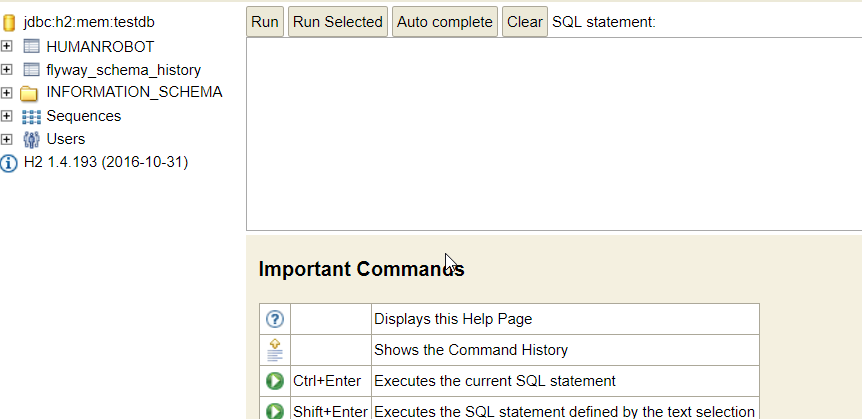 jdbc:h2:mem:testdb
HUMANROBOT
flyway_schema_history
INFORMATION_SCHEMA
Sequences
Users
H2 1.4.193 (2016-10-31)
Run Run Selected Auto complete Clear SQL statement:
Important Commands
Displays this Help Page
Shows the Command History
Ctrl+Enter Executes the current SQL statement
Shift+Enter Executes the SQL statement defined by the text selection